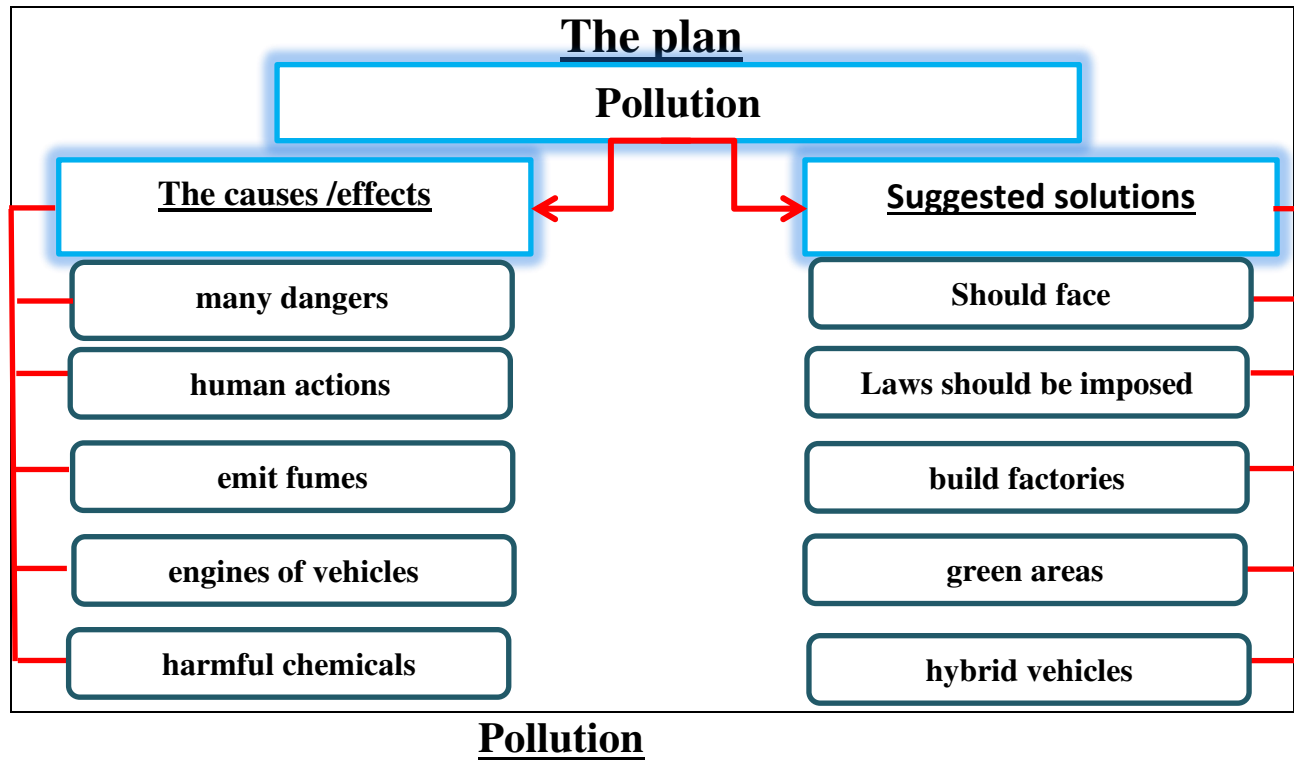 The plan
Pollution
The causes /effects
many dangers
human actions
emit fumes
engines of vehicles
harmful chemicals
Suggested solutions
Should face
Laws should be imposed
build factories
green areas
hybrid vehicles
Pollution